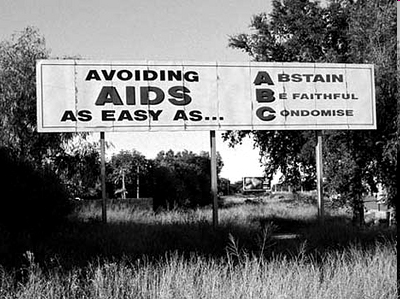 AVOIDING
AIDS
AS EASY AS...
ABSTAIN
BE FAITHFUL
CONDOMISE